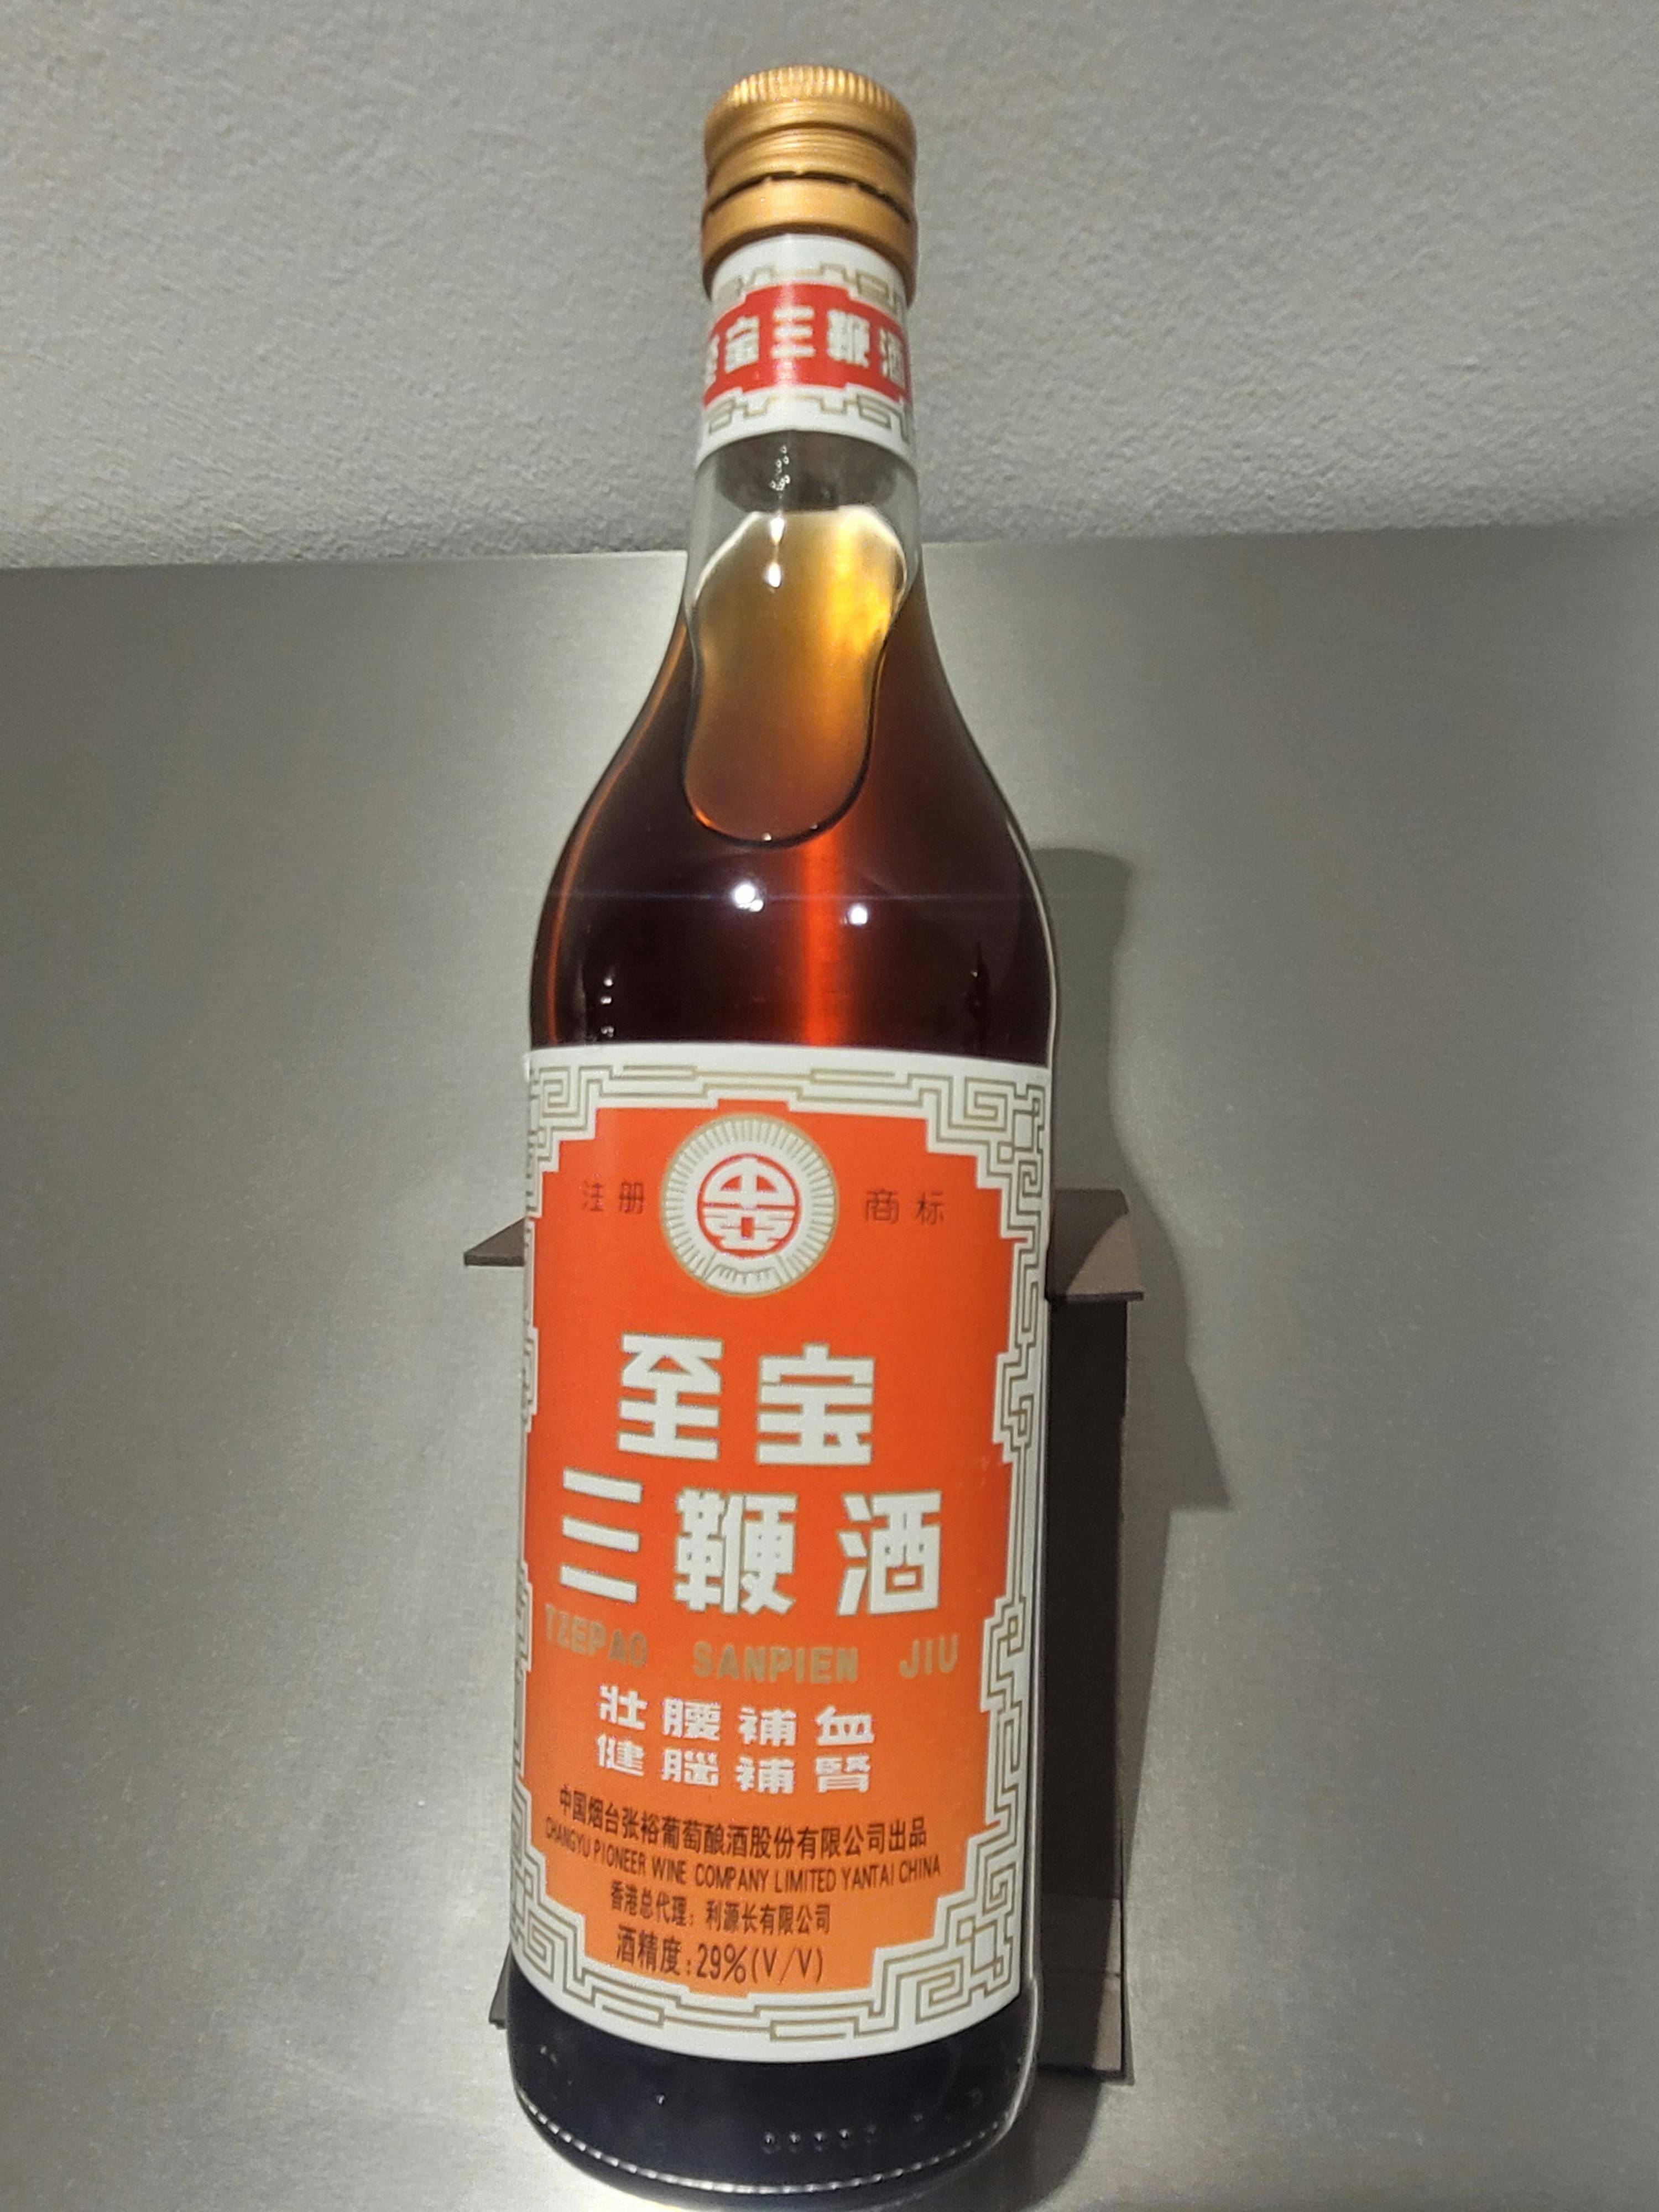 至宝三鞭酒
注册 商标
中亞
至宝
三鞭酒
TZEPAO SANPIEN JIU
壯腰補血
健腦補腎
中国烟台张裕葡萄酿酒股份有限公司出品
CHANGYU PIONEER WINE COMPANY LIMITED YANTAI CHINA
香港总代理：利源长有限公司
酒精度:29%(V/V)